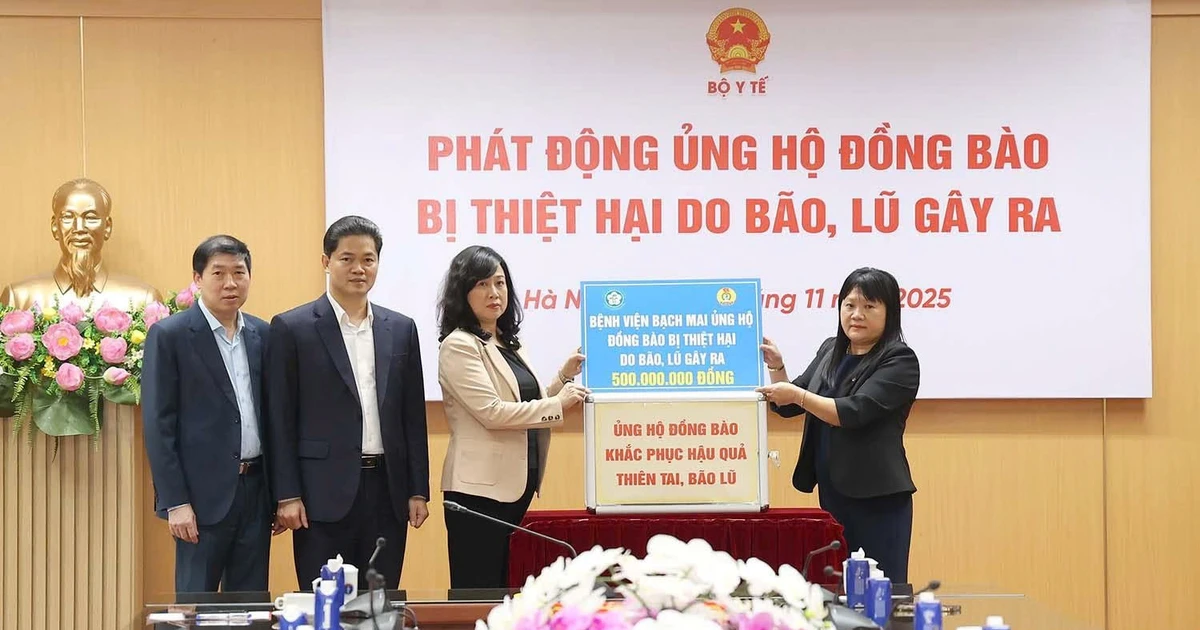 BỘ Y TẾ
PHÁT ĐỘNG ỦNG HỘ ĐỒNG BÀO
BỊ THIỆT HẠI DO BÃO, LŨ GÂY RA
Hà 11 2025
BỆNH VIỆN BẠCH MAI ỦNG HỘ
ĐỒNG BÀO BỊ THIỆT HẠI
DO BÃO, LŨ GÂY RA
500.000.000 ĐỒNG
ỦNG HỘ ĐỒNG BÀO
KHẮC PHỤC HẬU QUẢ
THIÊN TAI, BÃO LŨ